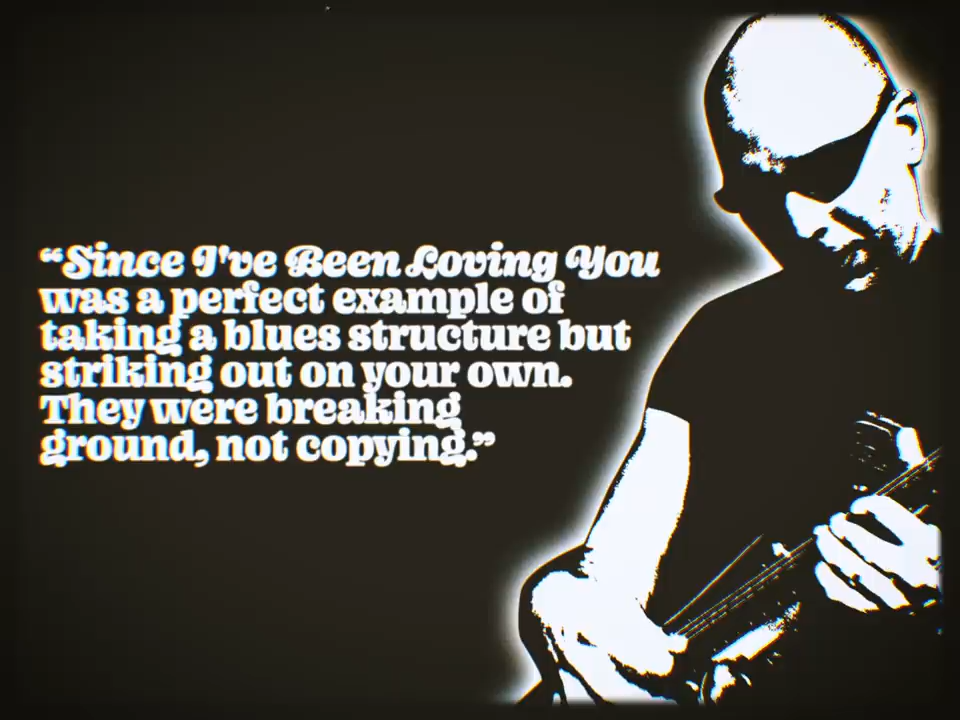 “Since I've Been Loving You
was a perfect example of
taking a blues structure but
striking out on your own.
They were breaking
ground, not copying.”